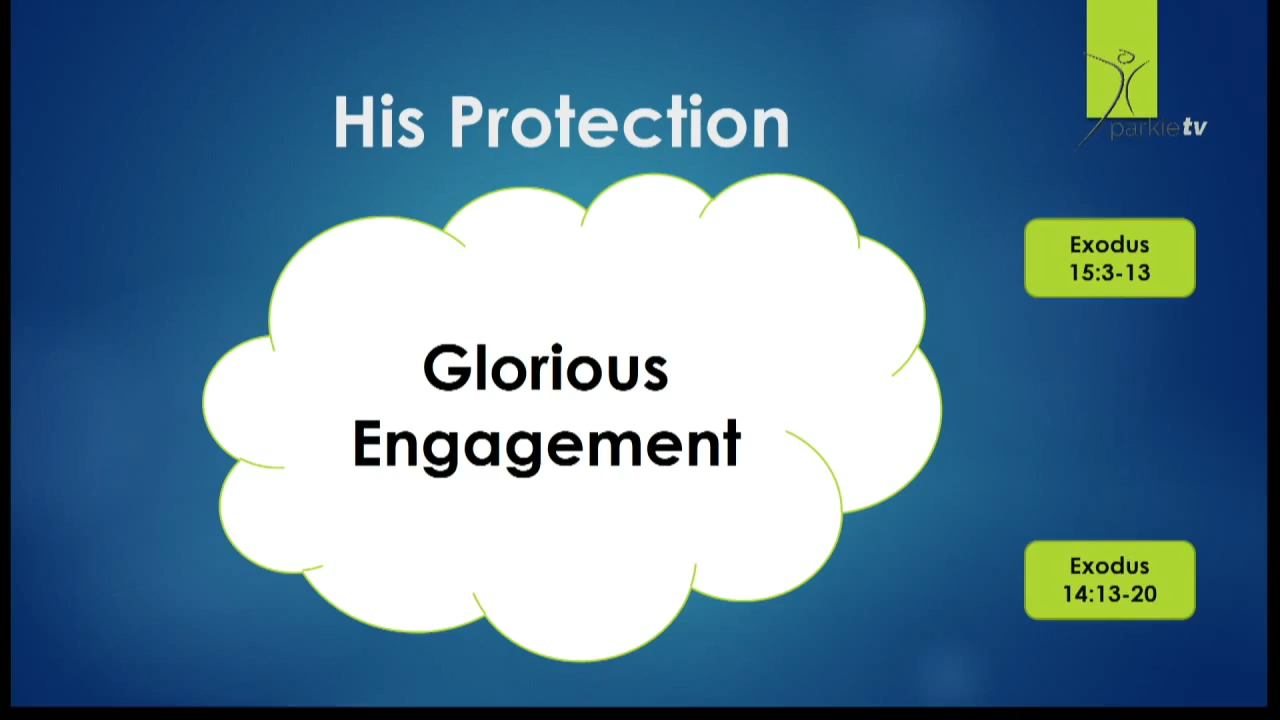 His Protection
parkietv
Exodus
15:3-13
Glorious
Engagement
Exodus
14:13-20